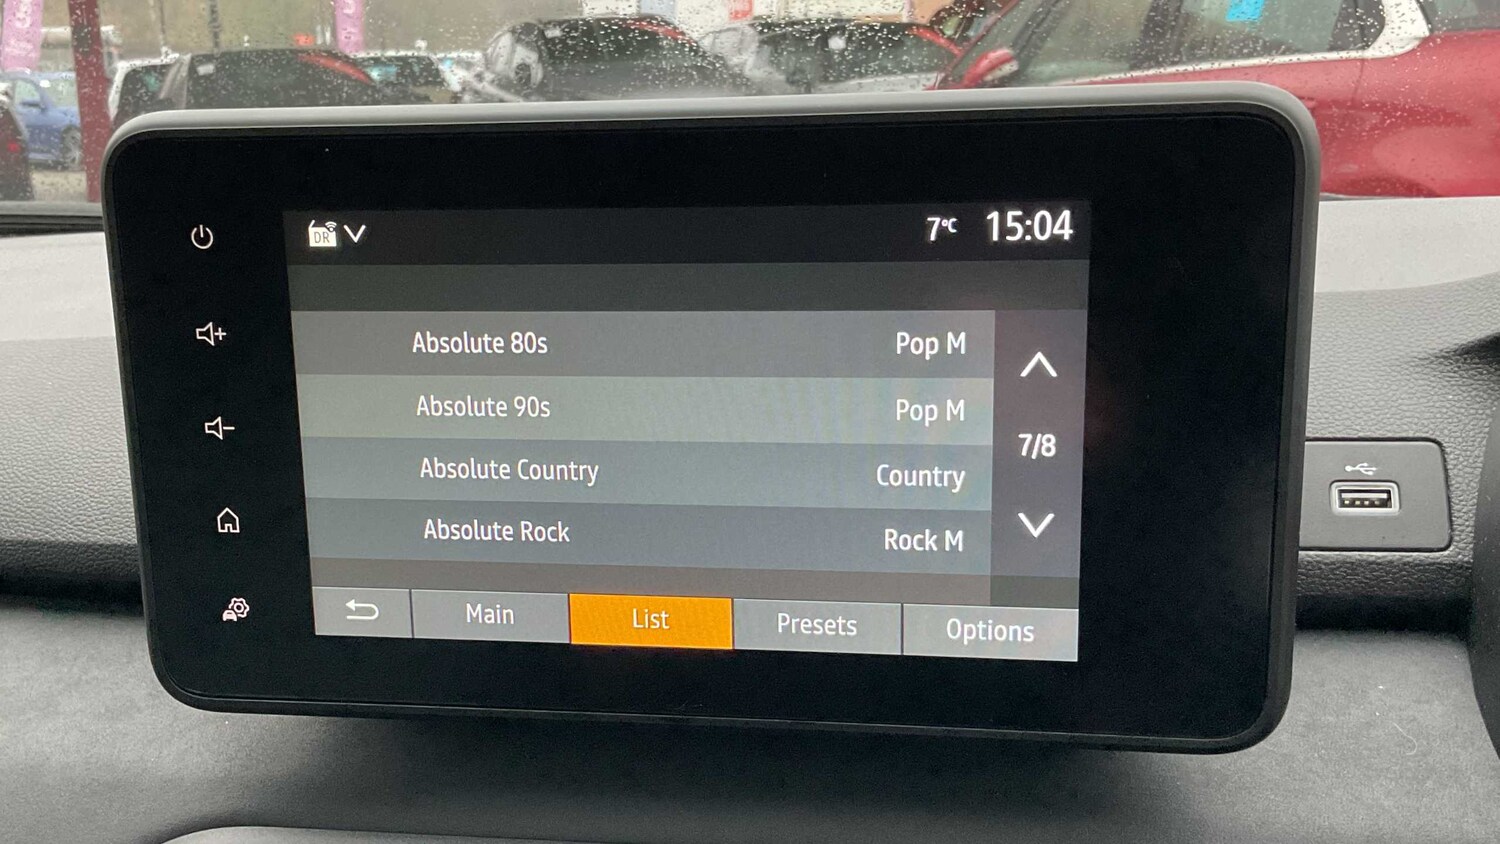 DR
7°C 15:04
Absolute 80s Pop M
Absolute 90s Pop M
7/8
Absolute Country Country
Absolute Rock Rock M
Main List Presets Options